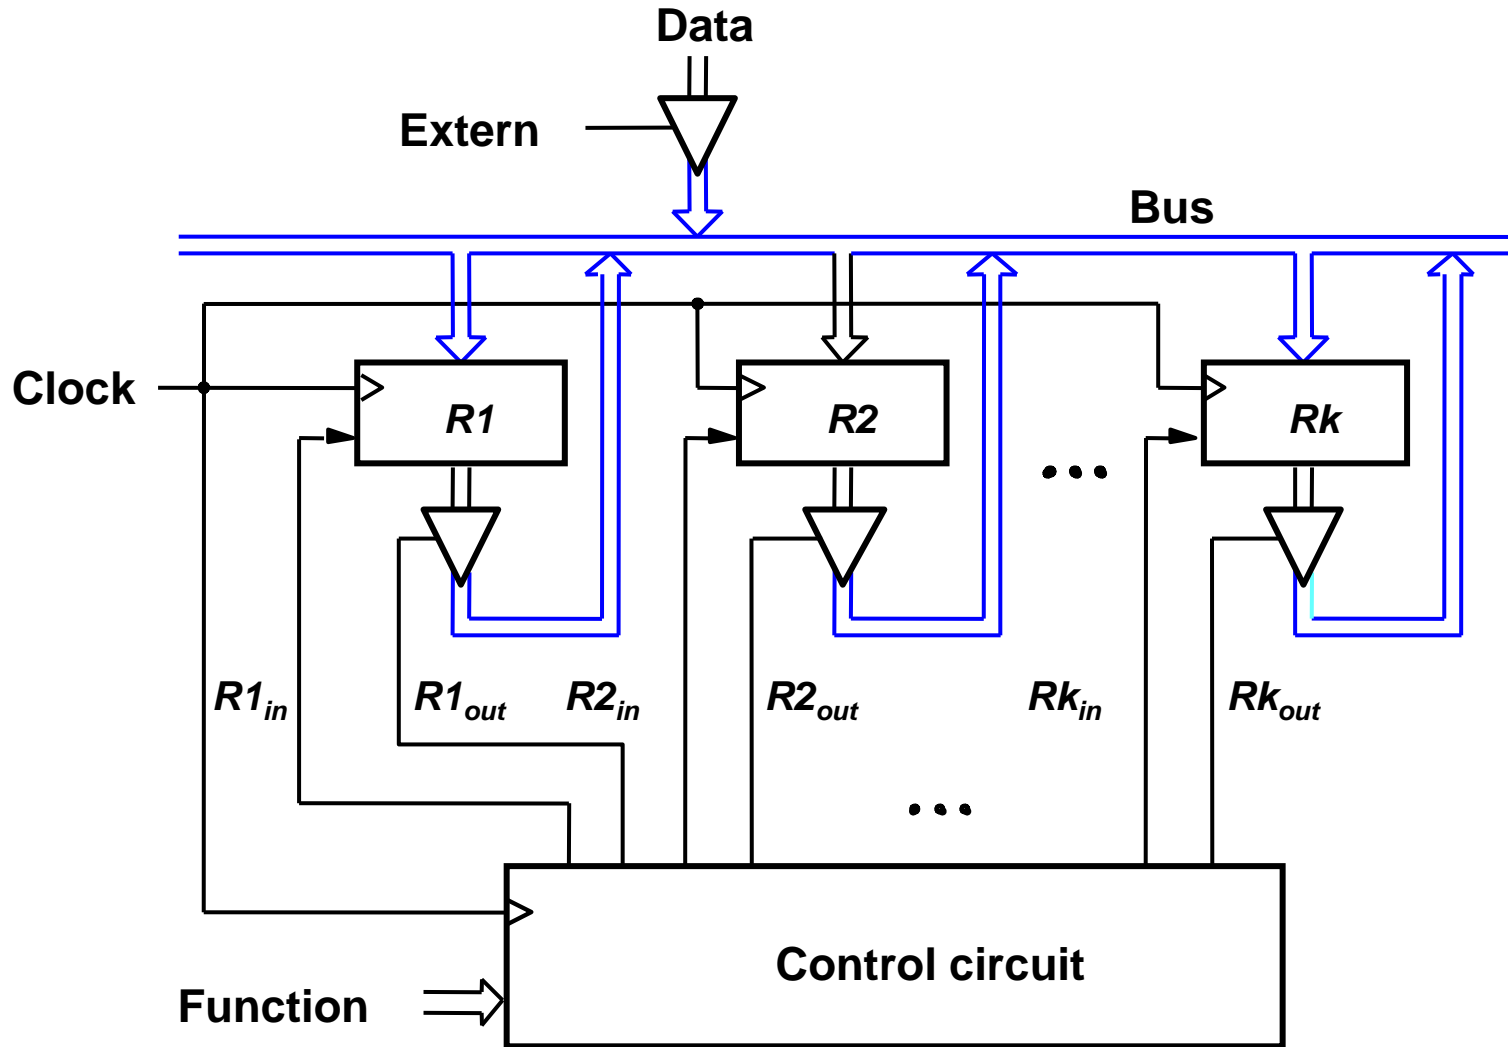 Data
Extern
Bus
Clock
R1
R2
Rk
R1in
R1out
R2in
R2out
Rkin
Rkout
Control circuit
Function